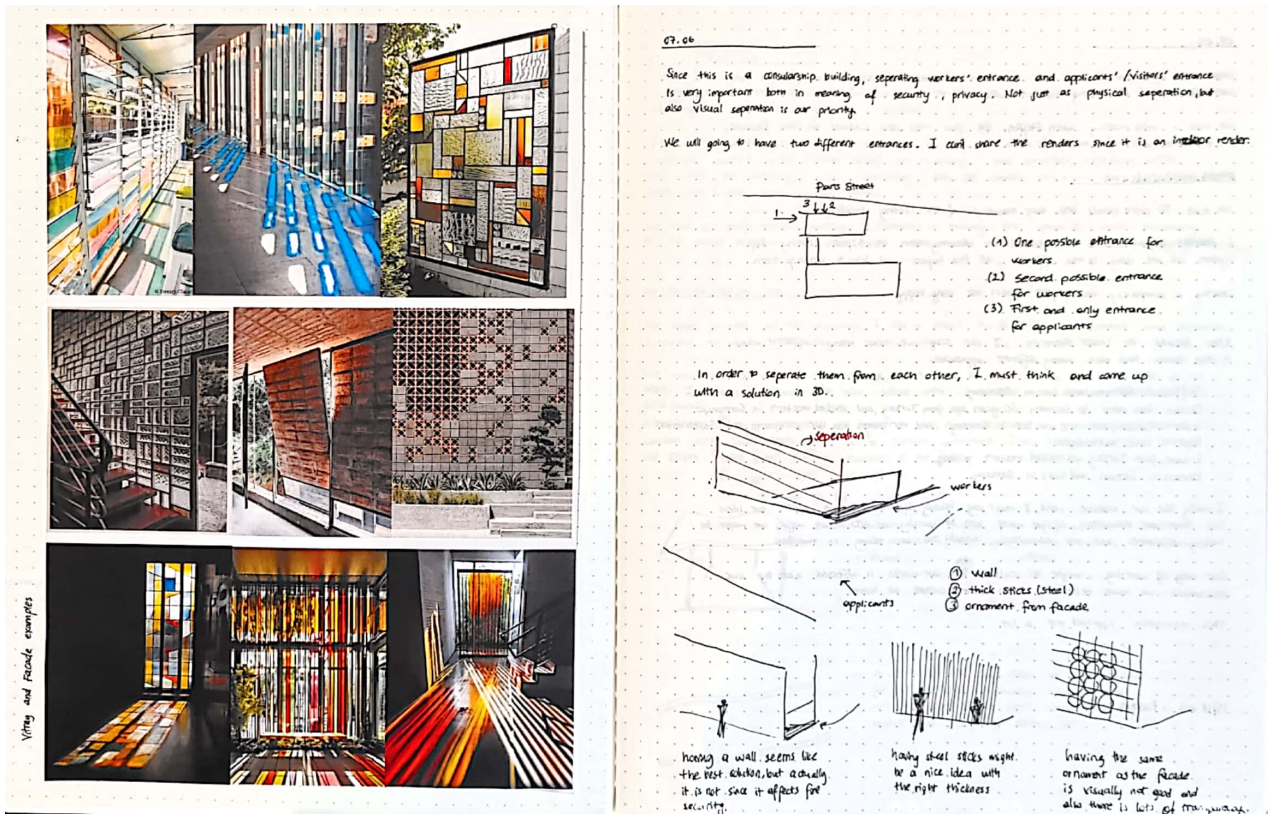 Vitray and Facade examples
07.06
Since this is a consularship building, seperating workers' entrance and applicants'/visitors' entrance
is very important both in meaning of security, privacy. Not just as physical seperation, but
also visual seperation is our priority.
We will going to have two different entrances. I can't share the renders since it is an render.
Paris Street
3 2
1.
(1) One possible entrance for
workers
(2) Second possible entrance
for workers
(3) First and only entrance
for applicants
In order to seperate them from each other, I must think and come up
with a solution in 3D.
seperation
workers
applicants
① wall
② thick sticks (steel)
③ ornament from facade
having a wall seems like
the best solution, but actually
it is not since it affects
security.
having steel sticks might
be a nice idea with
the right thickness
having the same
ornament as the facade
is visually not good and
also there is lots of